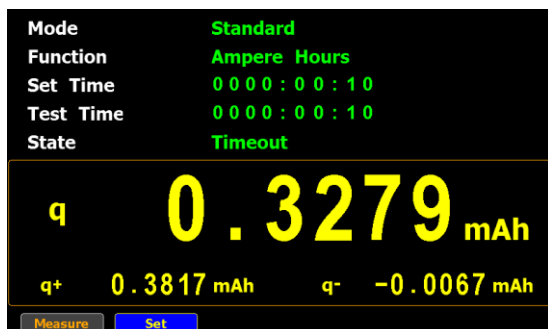 Mode Standard
Function Ampere Hours
Set Time 0000:00:10
Test Time 0000:00:10
State Timeout
q 0.3279 mAh
q+ 0.3817 mAh q- -0.0067 mAh
Measure Set